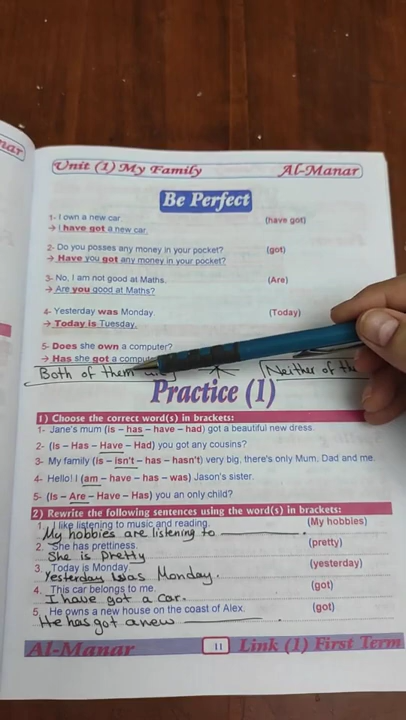 nar
Unit (1) My Family Al-Manar
Be Perfect
1- I own a new car. (have got)
→ I have got a new car.
2- Do you posses any money in your pocket? (got)
→ Have you got any money in your pocket?
3- No, I am not good at Maths. (Are)
→ Are you good at Maths?
4- Yesterday was Monday. (Today)
→ Today is Tuesday.
5- Does she own a computer?
→ Has she got a compute
Both of them Neither of
Practice (1)
1) Choose the correct word(s) in brackets:
1- Jane's mum (is – has – have – had) got a beautiful new dress.
2- (Is – Has – Have – Had) you got any cousins?
3- My family (is – isn't – has – hasn't) very big, there's only Mum, Dad and me.
4- Hello! I (am – have – has – was) Jason's sister.
5- (Is – Are – Have – Has) you an only child?
2) Rewrite the following sentences using the word(s) in brackets:
1. I like listening to music and reading. (My hobbies)
My hobbies are listening to ________.
2. She has prettiness. (pretty)
She is Pretty
3. Today is Monday. (yesterday)
Yesterday was Monday.
4. This car belongs to me. (got)
I have got a car.
5. He owns a new house on the coast of Alex. (got)
He has got a new ________.
Al-Manar 11 Link (1) First Term